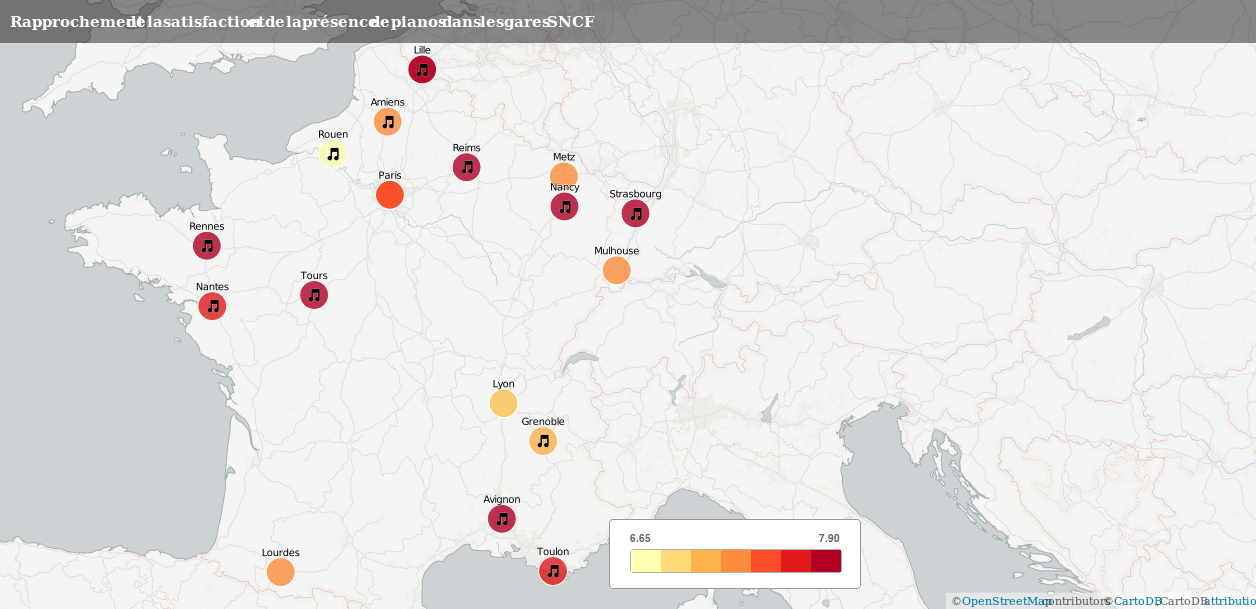 Rapprochement de la satisfaction et de la présence de pianos dans les gares SNCF
Lille
Amiens
Rouen
Reims
Metz
Paris
Nancy
Strasbourg
Rennes
Mulhouse
Tours
Nantes
Lyon
Grenoble
Avignon
6.65 7.90
Lourdes
Toulon
© OpenStreetMap contributors © CartoDB CartoDB attribution